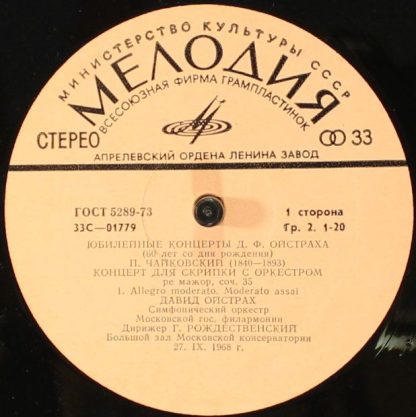 МИНИСТЕРСТВО КУЛЬТУРЫ СССР
МЕЛОДИЯ
ВСЕСОЮЗНАЯ ФИРМА ГРАМПЛАСТИНОК
СТЕРЕО 33
АПРЕЛЕВСКИЙ ОРДЕНА ЛЕНИНА ЗАВОД
ГОСТ 5289-73 1 сторона
33С—01779 Гр. 2. 1-20
ЮБИЛЕЙНЫЕ КОНЦЕРТЫ Д. Ф. ОЙСТРАХА
(60 лет со дня рождения)
П. ЧАЙКОВСКИЙ (1840—1893)
КОНЦЕРТ ДЛЯ СКРИПКИ С ОРКЕСТРОМ
ре мажор, соч. 35
1. Allegro moderato. Moderato assai
ДАВИД ОЙСТРАХ
Симфонический оркестр
Московской гос. филармонии
Дирижер Г. РОЖДЕСТВЕНСКИЙ
Большой зал Московской консерватории
27. IX. 1968 г.